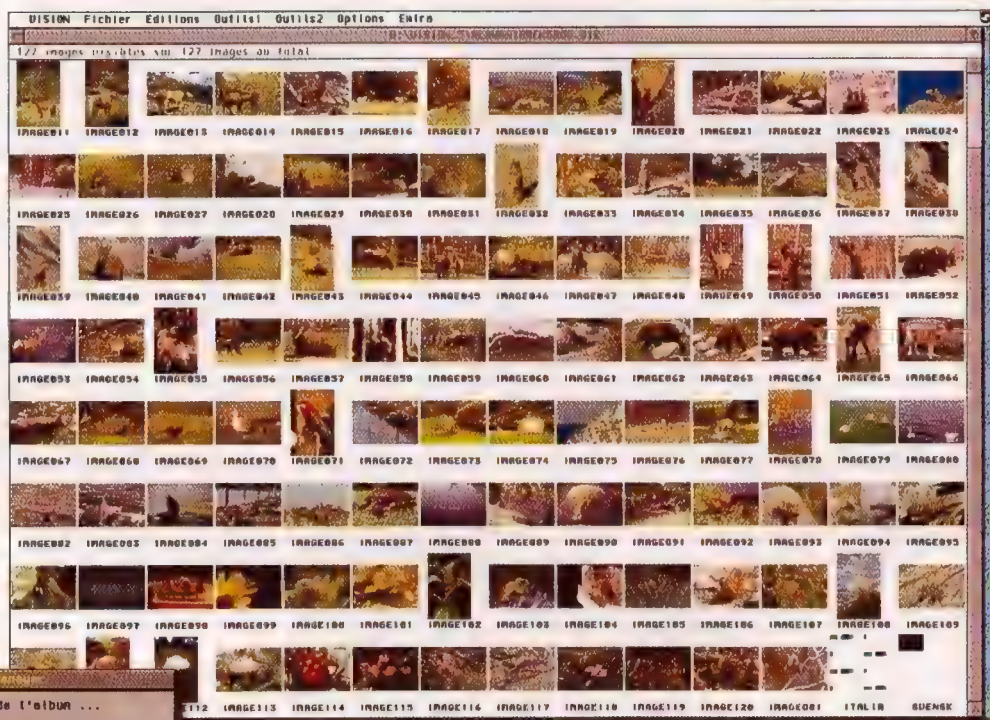 VISION Fichier Editions Outils1 Outils2 Options Extra
127 images visibles sur 127 images au total
IMAGE011 IMAGE012 IMAGE013 IMAGE014 IMAGE015 IMAGE016 IMAGE017 IMAGE018 IMAGE019 IMAGE020 IMAGE021 IMAGE022 IMAGE023 IMAGE024
IMAGE025 IMAGE026 IMAGE027 IMAGE028 IMAGE029 IMAGE030 IMAGE031 IMAGE032 IMAGE033 IMAGE034 IMAGE035 IMAGE036 IMAGE037 IMAGE038
IMAGE039 IMAGE040 IMAGE041 IMAGE042 IMAGE043 IMAGE044 IMAGE045 IMAGE046 IMAGE047 IMAGE048 IMAGE049 IMAGE050 IMAGE051 IMAGE052
IMAGE053 IMAGE054 IMAGE055 IMAGE056 IMAGE057 IMAGE058 IMAGE059 IMAGE060 IMAGE061 IMAGE062 IMAGE063 IMAGE064 IMAGE065 IMAGE066
IMAGE067 IMAGE068 IMAGE069 IMAGE070 IMAGE071 IMAGE072 IMAGE073 IMAGE074 IMAGE075 IMAGE076 IMAGE077 IMAGE078 IMAGE079 IMAGE080
IMAGE082 IMAGE083 IMAGE084 IMAGE085 IMAGE086 IMAGE087 IMAGE088 IMAGE089 IMAGE090 IMAGE091 IMAGE092 IMAGE093 IMAGE094 IMAGE095
IMAGE096 IMAGE097 IMAGE098 IMAGE099 IMAGE100 IMAGE101 IMAGE102 IMAGE103 IMAGE104 IMAGE105 IMAGE106 IMAGE107 IMAGE108 IMAGE109
de l'album ...
E112 IMAGE113 IMAGE114 IMAGE115 IMAGE116 IMAGE117 IMAGE118 IMAGE119 IMAGE120 IMAGE081 ITALIA SVENSK